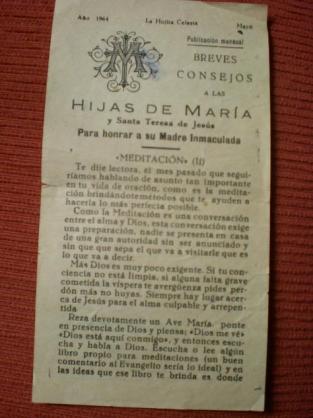 Año 1964 La Hojita Celeste Mayo
Publicación mensual
BREVES
CONSEJOS
A LAS
HIJAS DE MARÍA
y Santa Teresa de Jesús
Para honrar a su Madre Inmaculada
«MEDITACIÓN» (II)
Te dije lectora, el mes pasado que segui-
ríamos hablando de asunto tan importante
en tu vida de oración, como es la medita-
ción brindándote métodos que te ayuden a
hacerla lo más perfecta posible.
Como la Meditación es una conversación
entre el alma y Dios, esta conversación exige
una preparación, nadie se presenta en casa
de una gran autoridad sin ser anunciado y
sin que que sepa el que va a visitarle que es
lo que va a decir.
Más Dios es muy poco exigente. Si tu con-
ciencia no está limpia, si alguna falta grave
cometida la víspera te avergüenza pides per-
dón más no huyas. Siempre hay lugar acer-
ca de Jesús para el alma culpable y arrepen-
tida
Reza devotamente un Ave María, ponte
en presencia de Dios y piensa; «Dios me vé»
«Dios está aquí conmigo», y entonces escu-
cha y habla a Dios. Escucha o lee algún
libro propio para meditaciones (un buen
comentario al Evangelio sería lo ideal) y en
las ideas que ese libro te brinda es donde